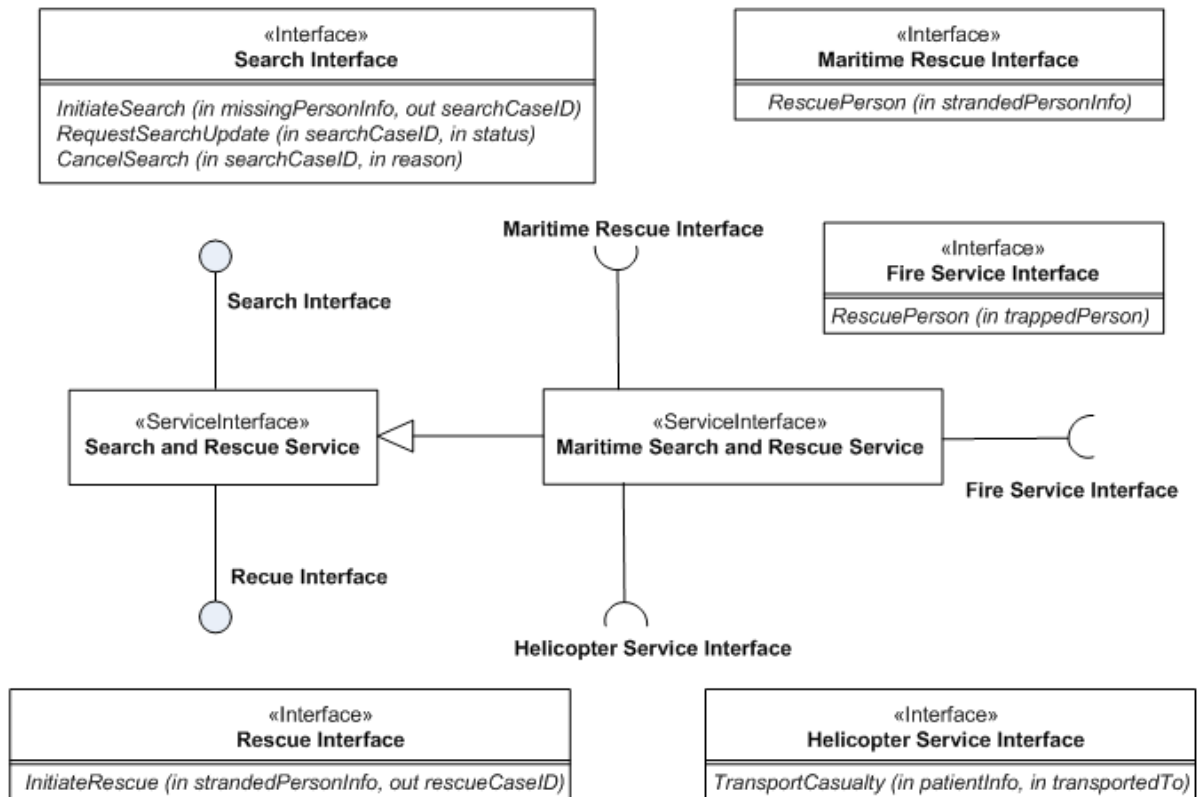 «Interface»
Search Interface
InitiateSearch (in missingPersonInfo, out searchCaseID)
RequestSearchUpdate (in searchCaseID, in status)
CancelSearch (in searchCaseID, in reason)
«Interface»
Maritime Rescue Interface
RescuePerson (in strandedPersonInfo)
Maritime Rescue Interface
«Interface»
Fire Service Interface
RescuePerson (in trappedPerson)
Search Interface
«ServiceInterface»
Search and Rescue Service
«ServiceInterface»
Maritime Search and Rescue Service
Fire Service Interface
Recue Interface
Helicopter Service Interface
«Interface»
Rescue Interface
InitiateRescue (in strandedPersonInfo, out rescueCaseID)
«Interface»
Helicopter Service Interface
TransportCasualty (in patientInfo, in transportedTo)